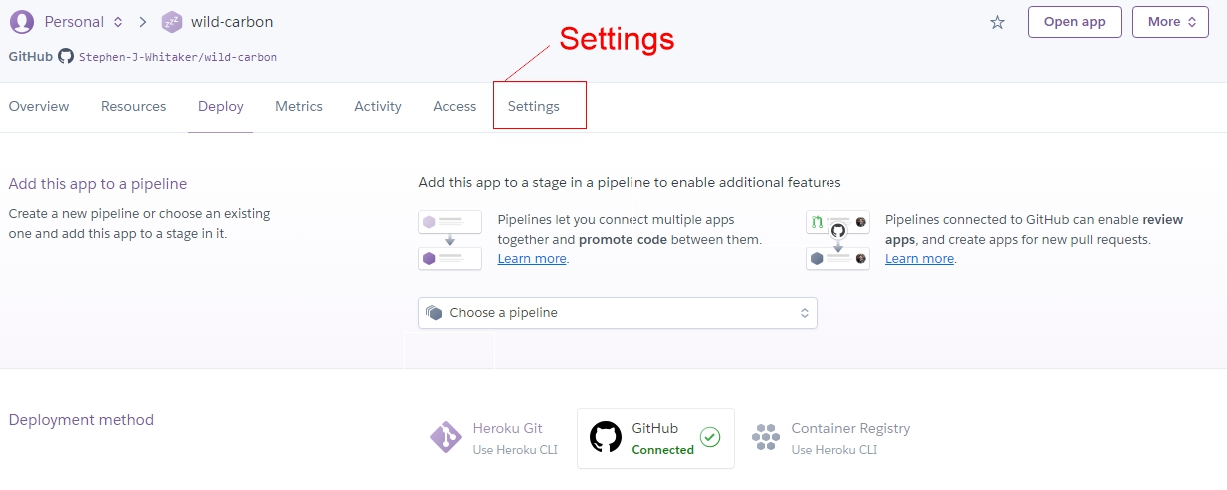 Personal wild-carbon Open app More
GitHub Stephen-J-Whitaker/wild-carbon
Settings
Overview Resources Deploy Metrics Activity Access Settings
Add this app to a pipeline
Create a new pipeline or choose an existing
one and add this app to a stage in it.
Add this app to a stage in a pipeline to enable additional features
Pipelines let you connect multiple apps
together and promote code between them.
Learn more.
Pipelines connected to GitHub can enable review
apps, and create apps for new pull requests.
Learn more.
Choose a pipeline
Deployment method
Heroku Git
Use Heroku CLI
GitHub
Connected
Container Registry
Use Heroku CLI